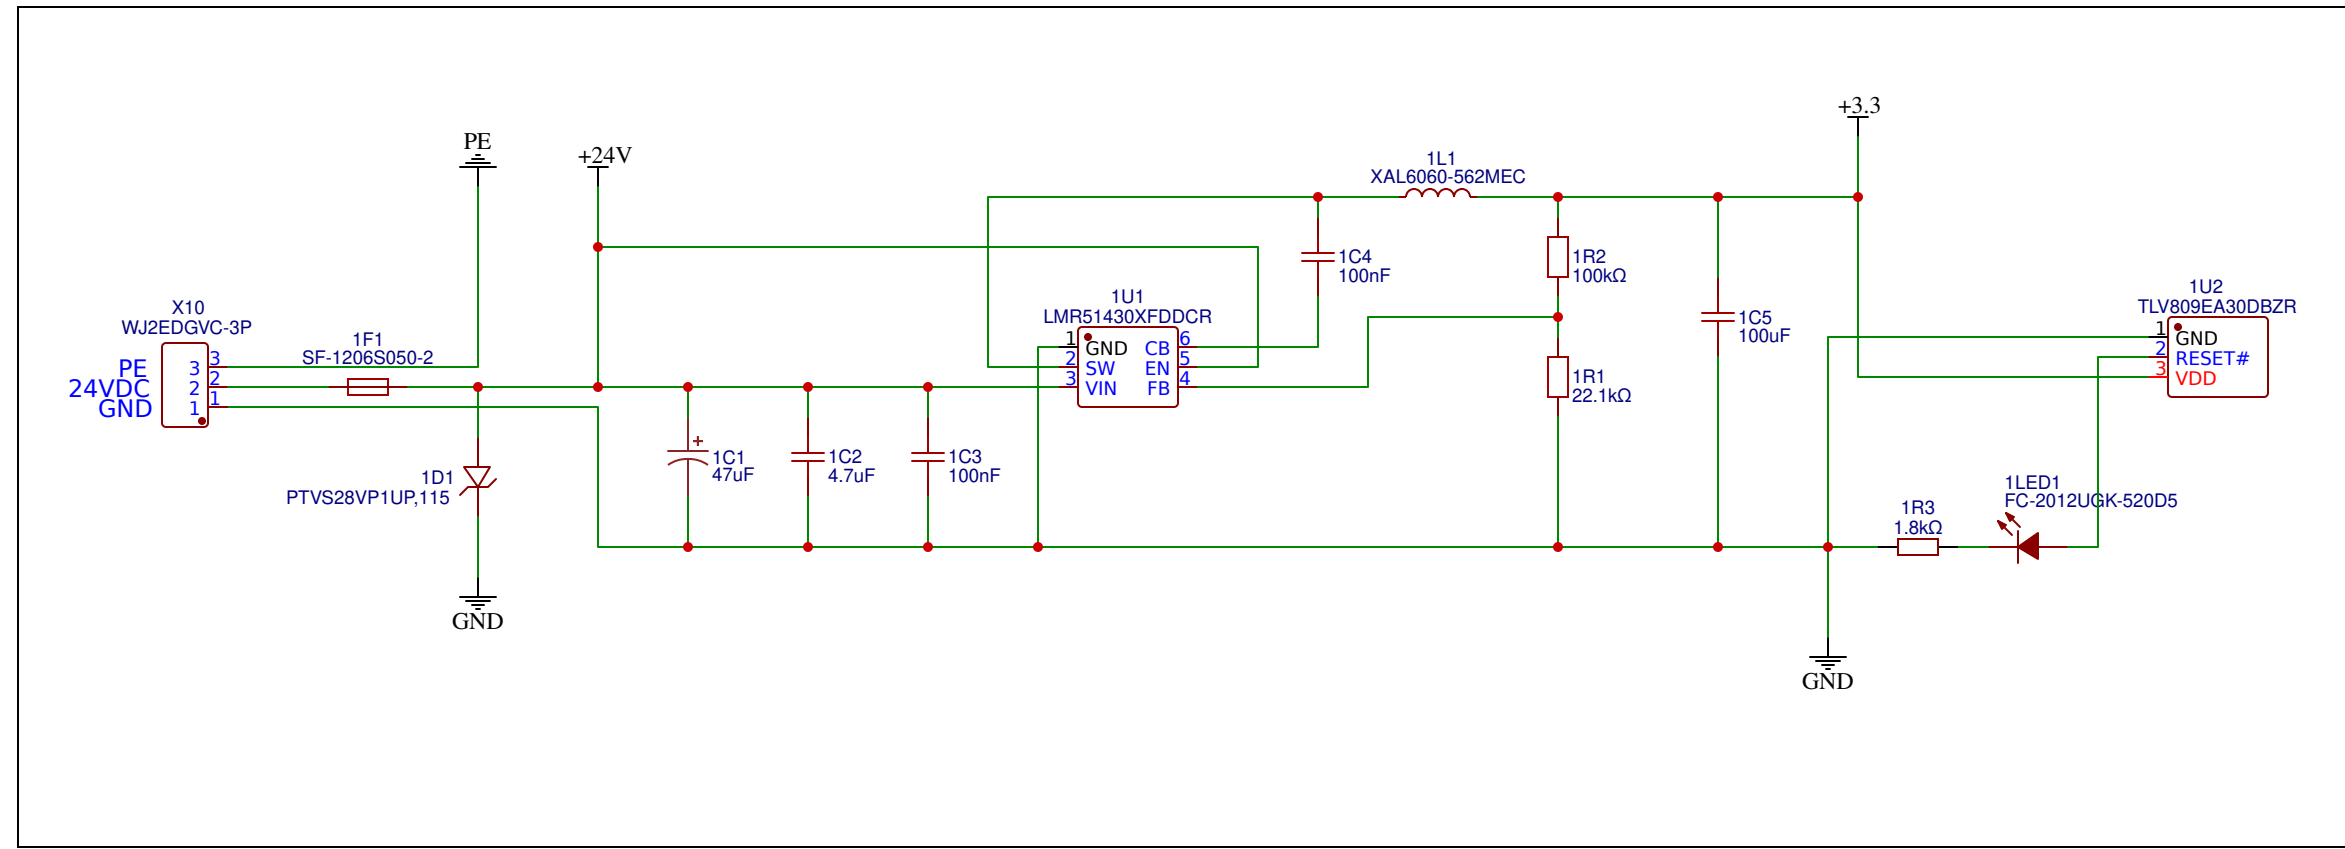 PE
+24V
+3.3
1L1
XAL6060-562MEC
X10
WJ2EDGVC-3P
PE
24VDC
GND
3
2
1
3
2
1
1F1
SF-1206S050-2
1D1
PTVS28VP1UP,115
GND
+
1C1
47uF
1C2
4.7uF
1C3
100nF
1U1
LMR51430XFDDCR
1
2
3
GND
SW
VIN
CB
EN
FB
6
5
4
1C4
100nF
1R2
100kΩ
1R1
22.1kΩ
1C5
100uF
1U2
TLV809EA30DBZR
1
2
3
GND
RESET#
VDD
1LED1
FC-2012UGK-520D5
1R3
1.8kΩ
GND